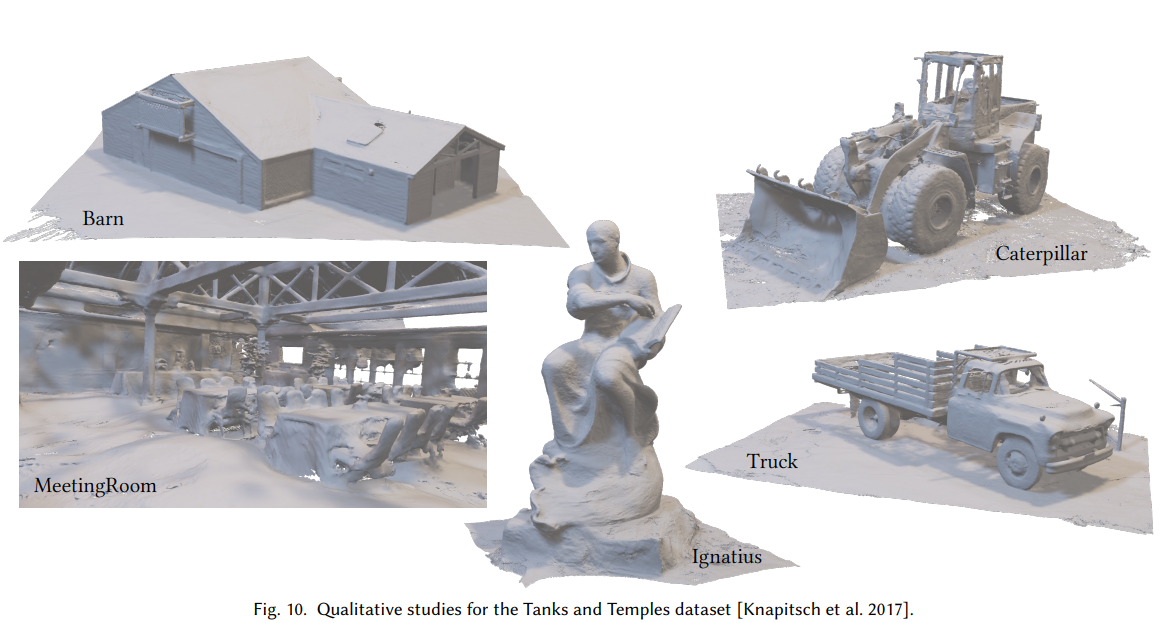 Barn
Caterpillar
MeetingRoom
Truck
Ignatius
Fig. 10. Qualitative studies for the Tanks and Temples dataset [Knapitsch et al. 2017].